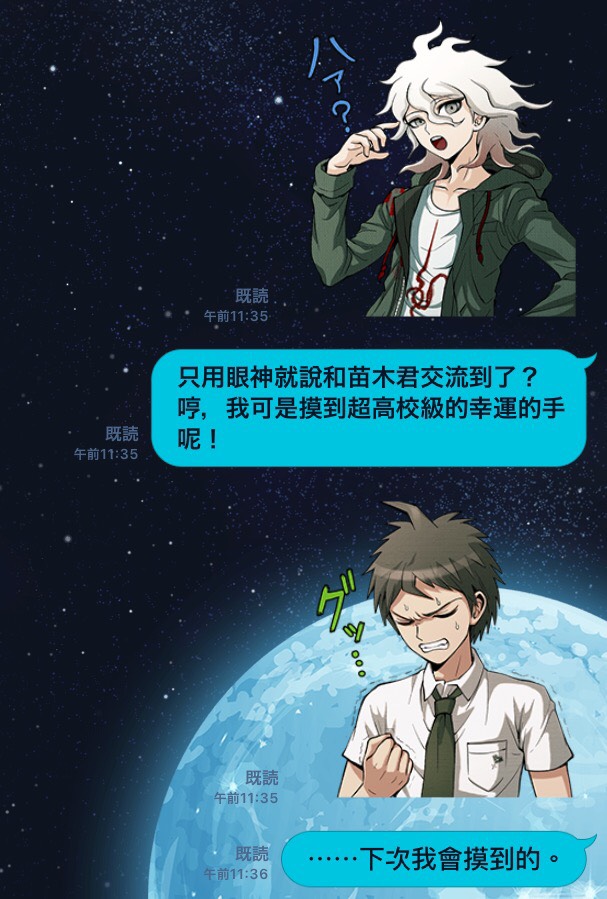 ハァ?
既読
午前11:35
只用眼神就說和苗木君交流到了？
哼，我可是摸到超高校級的幸運的手
呢！
既読
午前11:35
グッ…
既読
午前11:35
……下次我會摸到的。
既読
午前11:36